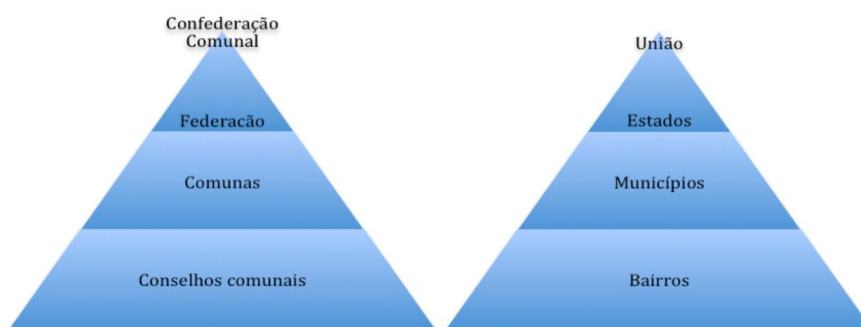 Confederação
Comunal
Federacão
Comunas
Conselhos comunais
União
Estados
Municípios
Bairros